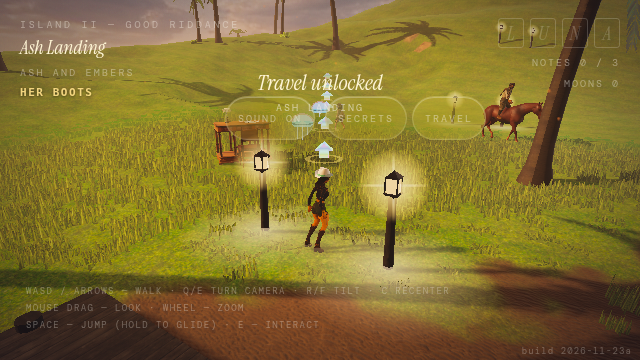 ISLAND II — GOOD RIDDANCE
Ash Landing
ASH AND EMBERS
HER BOOTS
L U N A
NOTES 0 / 3
MOONS 0
Travel unlocked
ASH LANDING
SOUND ON
SECRETS
TRAVEL
WASD / ARROWS — WALK · Q/E TURN CAMERA · R/F TILT · C RECENTER
MOUSE DRAG — LOOK · WHEEL — ZOOM
SPACE — JUMP (HOLD TO GLIDE) · E — INTERACT
build 2026-11-23a